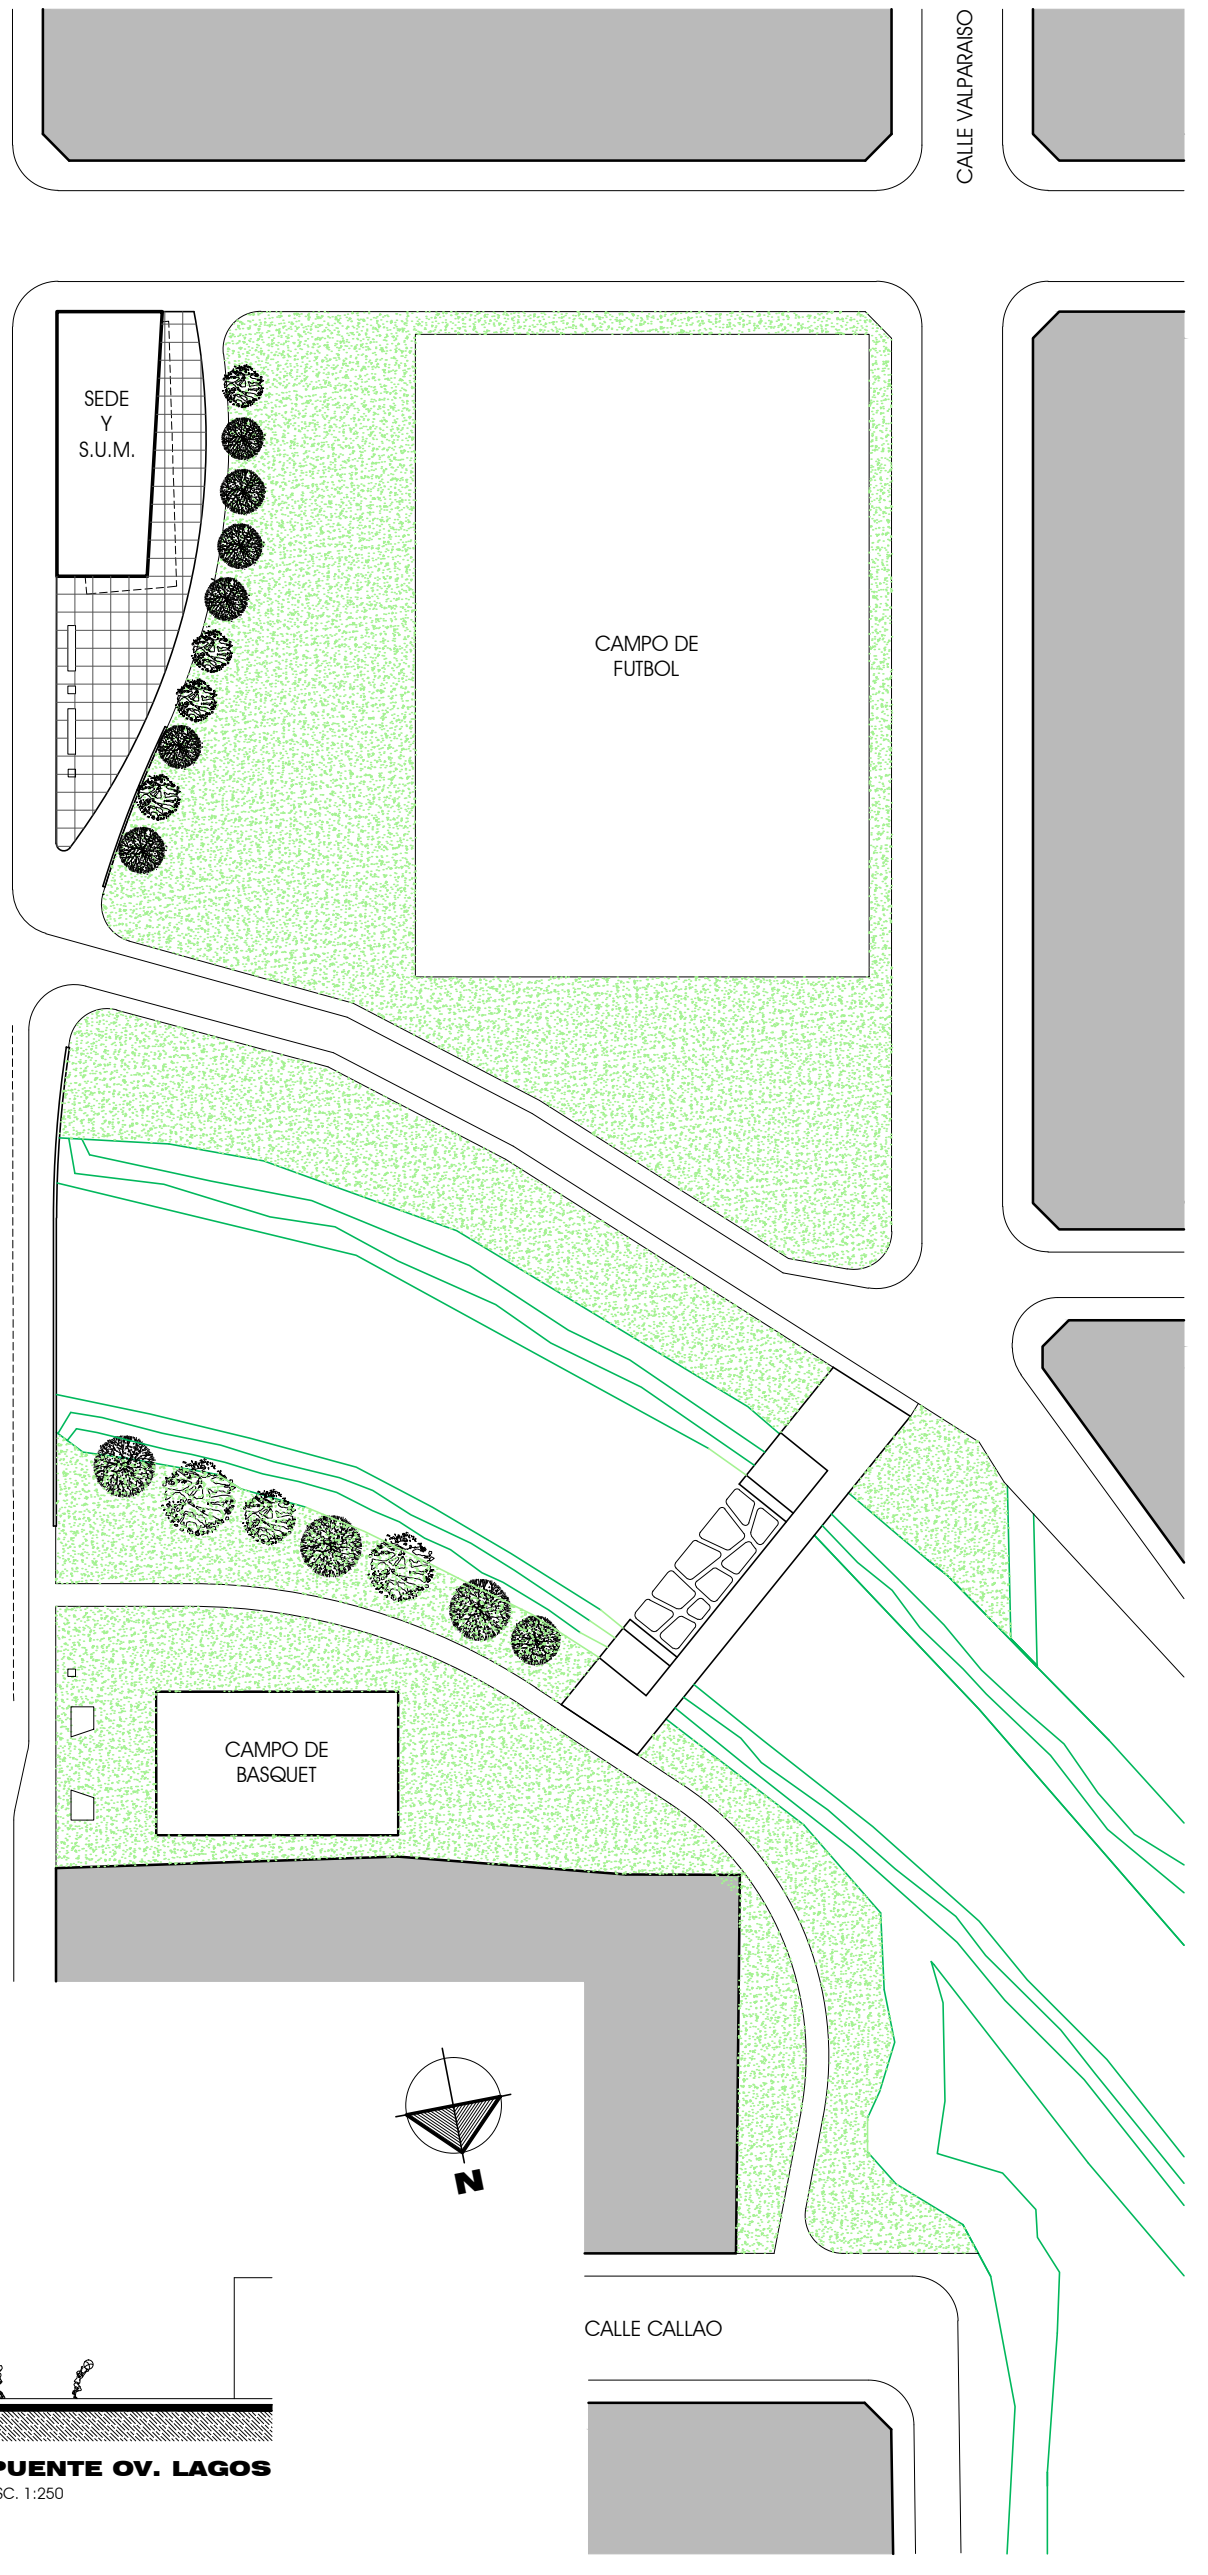 CALLE VALPARAISO
SEDE
Y
S.U.M.
CAMPO DE
FUTBOL
CAMPO DE
BASQUET
N
CALLE CALLAO
PUENTE OV. LAGOS
SC. 1:250